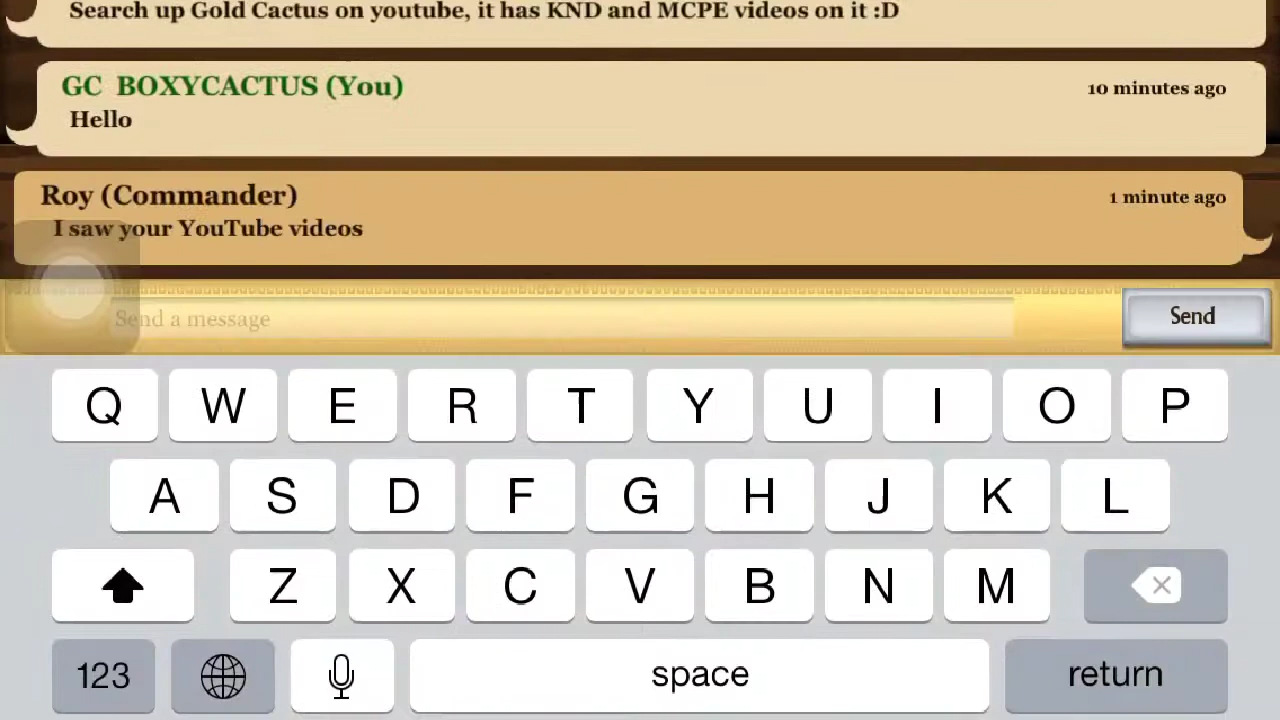 Search up Gold Cactus on youtube, it has KND and MCPE videos on it :D
GC BOXYCACTUS (You) 10 minutes ago
Hello
Roy (Commander) 1 minute ago
I saw your YouTube videos
Send a message Send
Q W E R T Y U I O P
A S D F G H J K L
Z X C V B N M
123 space return